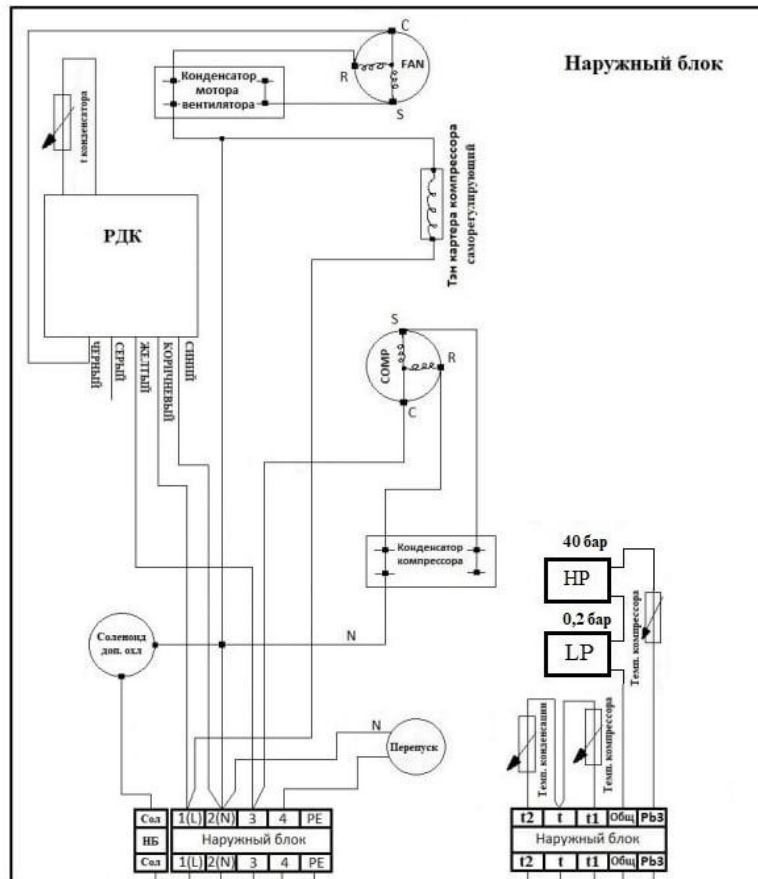 Наружный блок
C
FAN
R
S
Конденсатор
мотора
вентилятора
t конденсатора
РДК
Тэн картера компрессора
саморегулирующий
ЧЕРНЫЙ
СЕРЫЙ
ЖЕЛТЫЙ
КОРИЧНЕВЫЙ
СИНИЙ
S
COMP
R
C
Конденсатор
компрессора
40 бар
HP
0,2 бар
LP
Темп. компрессора
Соленоид
доп. охл
N
N
Перепуск
Темп. конденсации
Темп. компрессора
Сол 1(L) 2(N) 3 4 PE
НБ Наружный блок
Сол 1(L) 2(N) 3 4 PE
t2 t t1 Общ Pb3
Наружный блок
t2 t t1 Общ Pb3